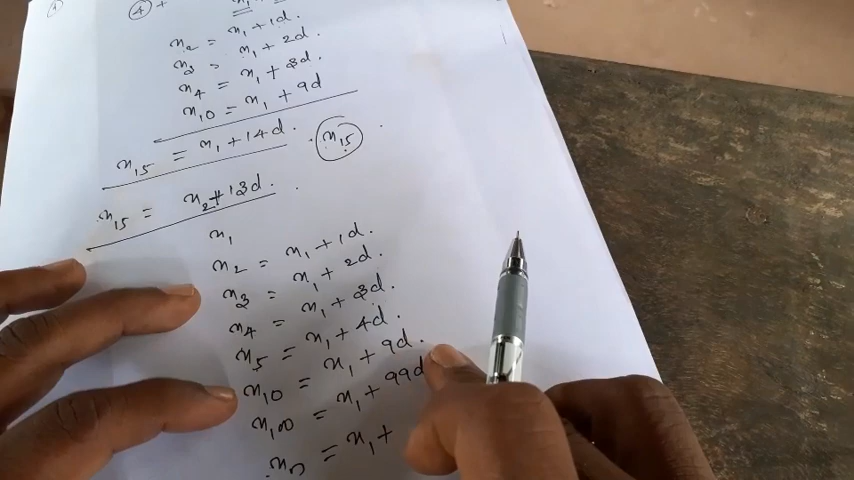 ④ +
x₂ = x₁ + 1d.
x₃ = x₁ + 2d.
x₄ = x₁ + 3d.
x₁₀ = x₁ + 9d
x₁₅ = x₁ + 14d. x₁₅
x₁₅ = x₂ + 13d.
x₁
x₂ = x₁ + 1d.
x₃ = x₁ + 2d.
x₄ = x₁ + 3d.
x₅ = x₁ + 4d.
x₁₀ = x₁ + 9d.
x₁₀₀ = x₁ + 99d
xₙ = x₁ +